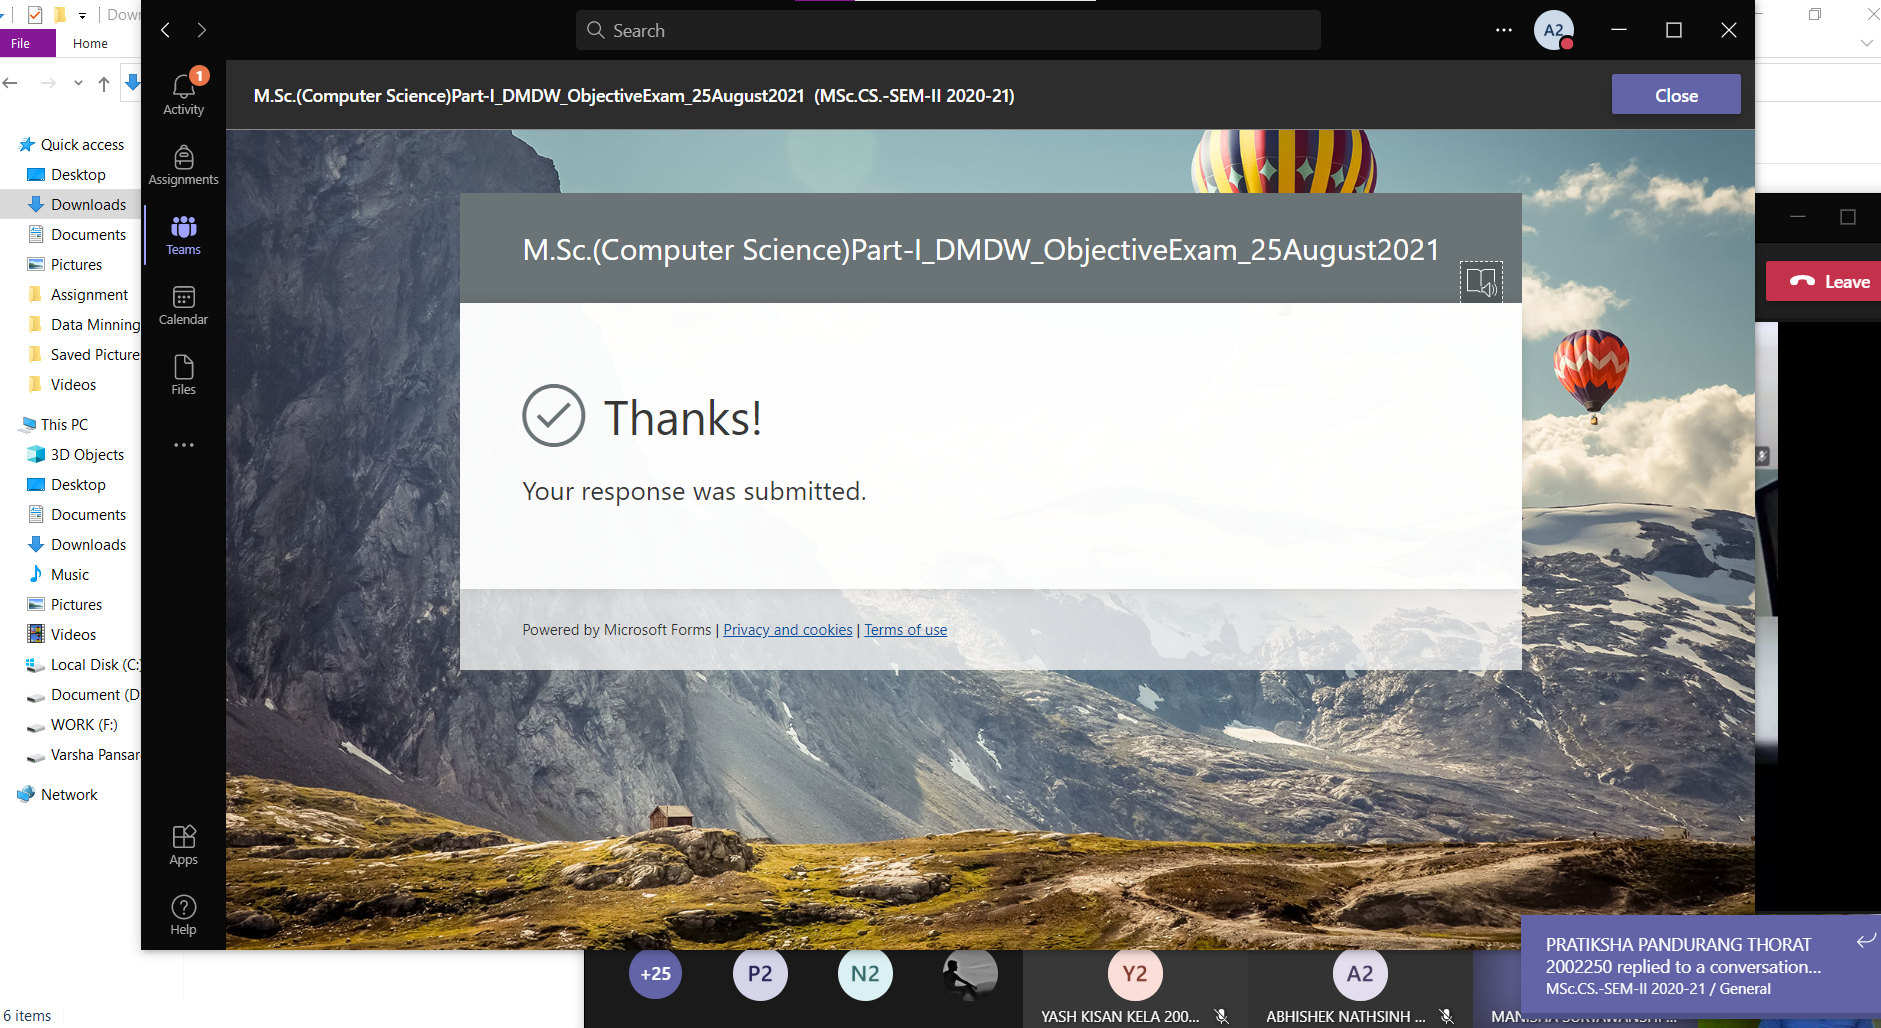 Down
File
Home
Quick access
Desktop
Downloads
Documents
Pictures
Assignment
Data Minning
Saved Picture
Videos
This PC
3D Objects
Desktop
Documents
Downloads
Music
Pictures
Videos
Local Disk (C:)
Document (D:
WORK (F:)
Varsha Pansar
Network
6 items
Search
A2
1
Activity
Assignments
Teams
Calendar
Files
Apps
Help
M.Sc.(Computer Science)Part-I_DMDW_ObjectiveExam_25August2021 (MSc.CS.-SEM-II 2020-21)
Close
M.Sc.(Computer Science)Part-I_DMDW_ObjectiveExam_25August2021
Thanks!
Your response was submitted.
Powered by Microsoft Forms | Privacy and cookies | Terms of use
Leave
+25
P2
N2
Y2
A2
YASH KISAN KELA 200...
ABHISHEK NATHSINH ...
PRATIKSHA PANDURANG THORAT
2002250 replied to a conversation...
MSc.CS.-SEM-II 2020-21 / General